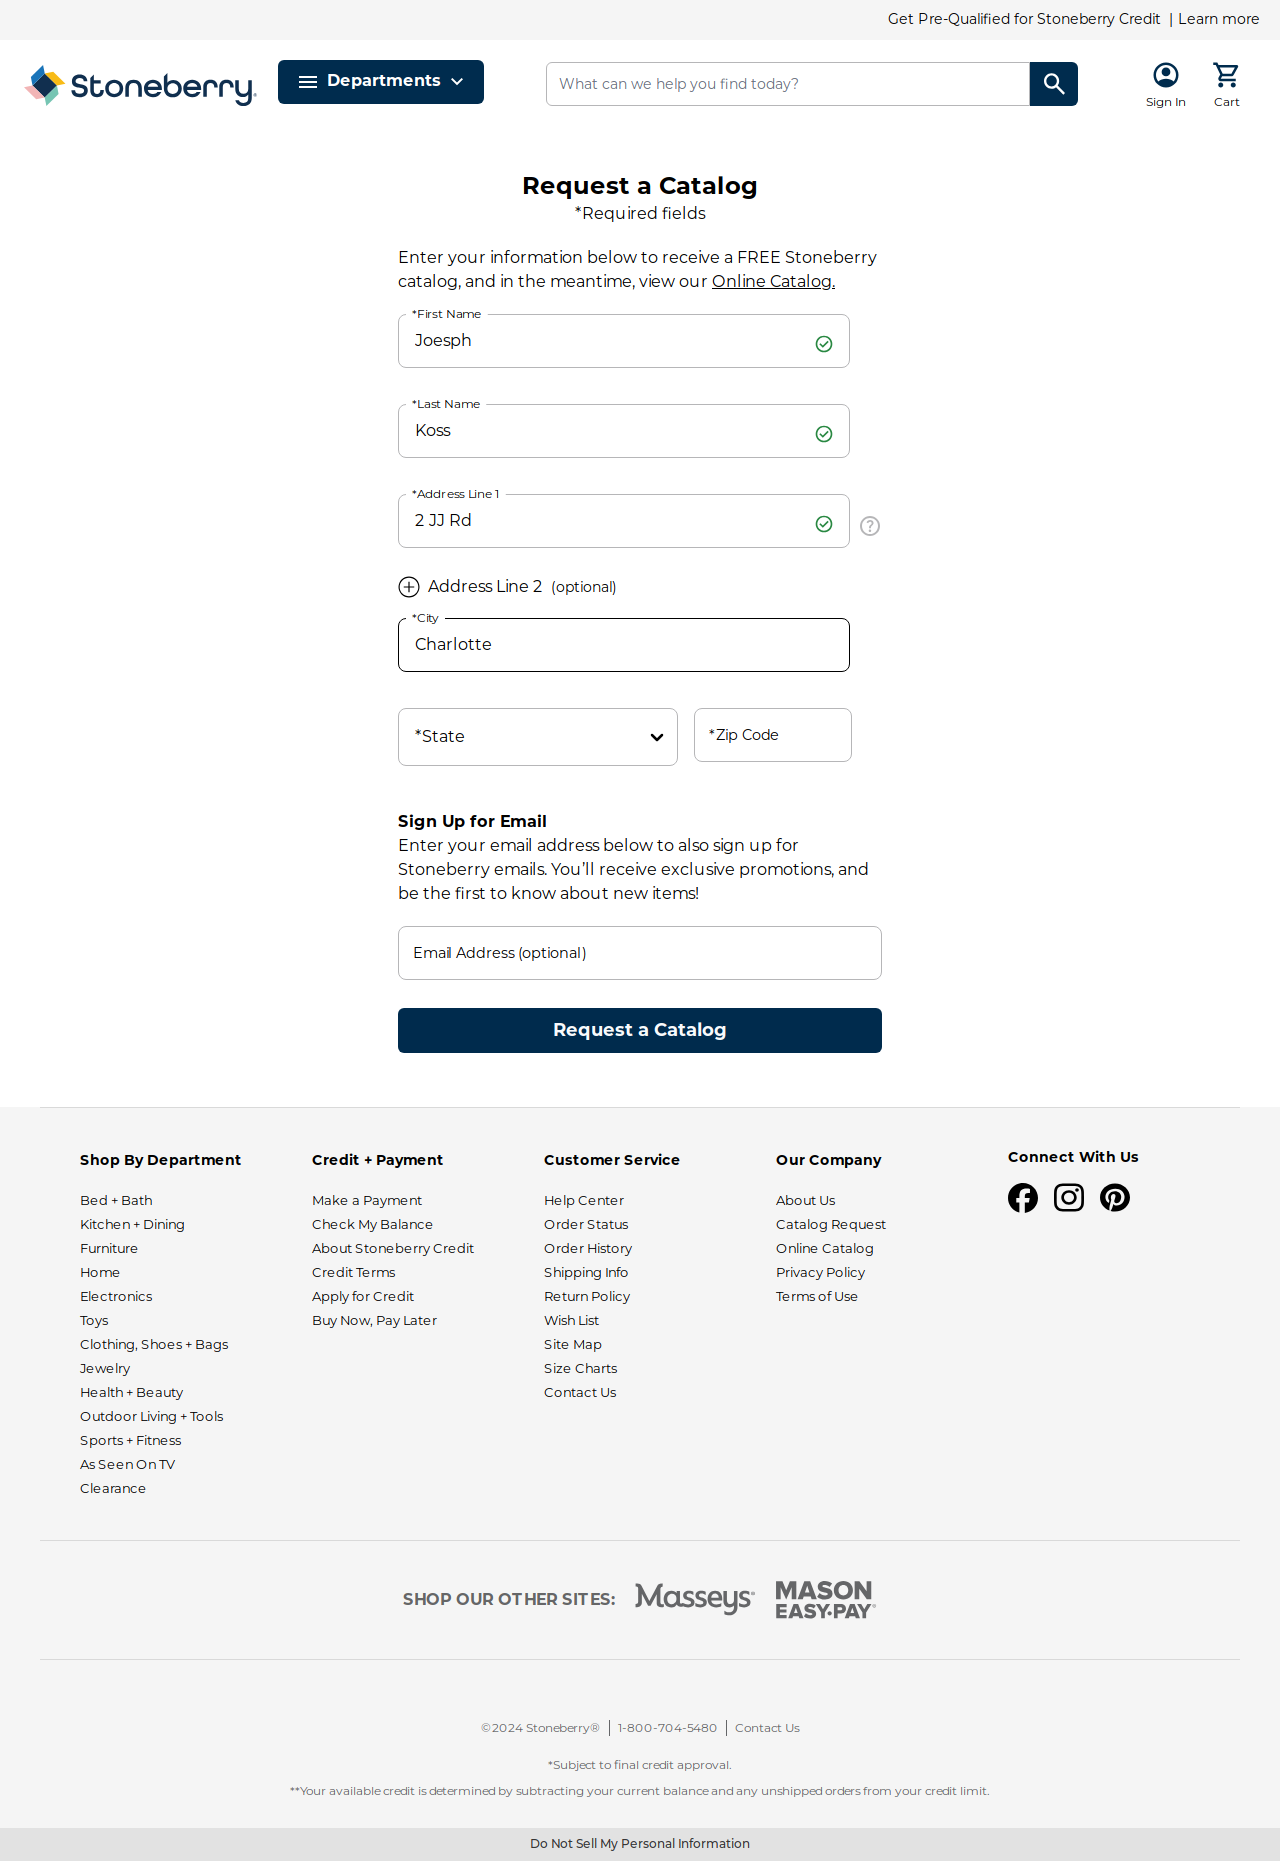 Get Pre-Qualified for Stoneberry Credit | Learn more
Stoneberry®
Departments
What can we help you find today?
Sign In
Cart
Request a Catalog
*Required fields
Enter your information below to receive a FREE Stoneberry
catalog, and in the meantime, view our Online Catalog.
*First Name
Joesph
*Last Name
Koss
*Address Line 1
2 JJ Rd
Address Line 2 (optional)
*City
Charlotte
*State
*Zip Code
Sign Up for Email
Enter your email address below to also sign up for
Stoneberry emails. You’ll receive exclusive promotions, and
be the first to know about new items!
Email Address (optional)
Request a Catalog
Shop By Department
Bed + Bath
Kitchen + Dining
Furniture
Home
Electronics
Toys
Clothing, Shoes + Bags
Jewelry
Health + Beauty
Outdoor Living + Tools
Sports + Fitness
As Seen On TV
Clearance
Credit + Payment
Make a Payment
Check My Balance
About Stoneberry Credit
Credit Terms
Apply for Credit
Buy Now, Pay Later
Customer Service
Help Center
Order Status
Order History
Shipping Info
Return Policy
Wish List
Site Map
Size Charts
Contact Us
Our Company
About Us
Catalog Request
Online Catalog
Privacy Policy
Terms of Use
Connect With Us
SHOP OUR OTHER SITES:
Masseys®
MASON
EASY•PAY®
©2024 Stoneberry® | 1-800-704-5480 | Contact Us
*Subject to final credit approval.
**Your available credit is determined by subtracting your current balance and any unshipped orders from your credit limit.
Do Not Sell My Personal Information